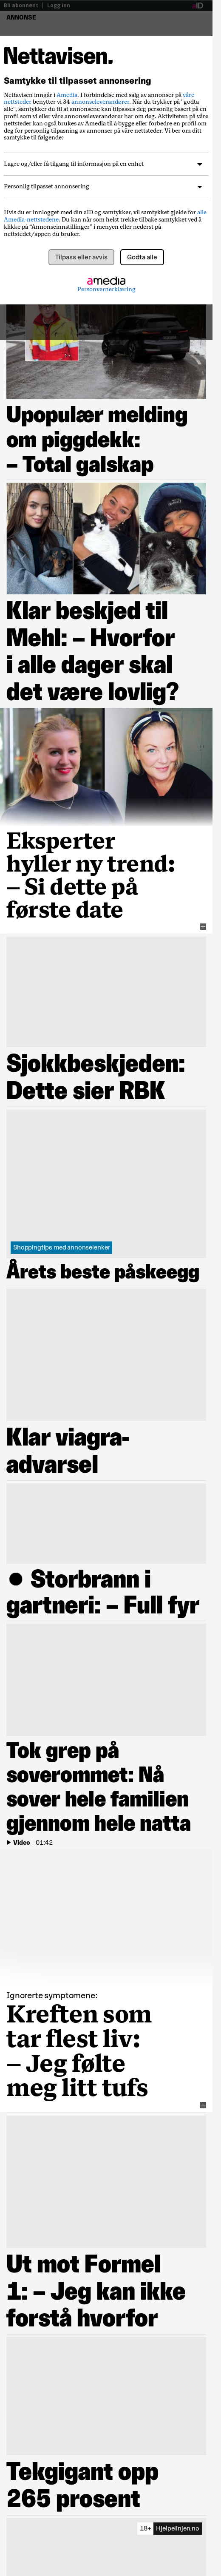 Bli abonnent | Logg inn
aID
ANNONSE
Nettavisen.
Samtykke til tilpasset annonsering
Nettavisen inngår i Amedia. I forbindelse med salg av annonser på våre
nettsteder benytter vi 34 annonseleverandører. Når du trykker på "godta
alle", samtykker du til at annonsene kan tilpasses deg personlig basert på en
profil som vi eller våre annonseleverandører har om deg. Aktiviteten på våre
nettsteder kan også brukes av Amedia til å bygge eller forbedre en profil om
deg for personlig tilpasning av annonser på våre nettsteder. Vi ber om ditt
samtykke til følgende:
Lagre og/eller få tilgang til informasjon på en enhet
Personlig tilpasset annonsering
Hvis du er innlogget med din aID og samtykker, vil samtykket gjelde for alle
Amedia-nettstedene. Du kan når som helst trekke tilbake samtykket ved å
klikke på “Annonseinnstillinger” i menyen eller nederst på
nettstedet/appen du bruker.
Tilpass eller avvis Godta alle
amedia
Personvernerklæring
Upopulær melding
om piggdekk:
– Total galskap
Klar beskjed til
Mehl: – Hvorfor
i alle dager skal
det være lovlig?
Eksperter
hyller ny trend:
– Si dette på
første date
Sjokkbeskjeden:
Dette sier RBK
Shoppingtips med annonselenker
Årets beste påskeegg
Klar viagra-
advarsel
● Storbrann i
gartneri: – Full fyr
Tok grep på
soverommet: Nå
sover hele familien
gjennom hele natta
Video | 01:42
Ignorerte symptomene:
Kreften som
tar flest liv:
– Jeg følte
meg litt tufs
Ut mot Formel
1: – Jeg kan ikke
forstå hvorfor
Tekgigant opp
265 prosent
18+ Hjelpelinjen.no